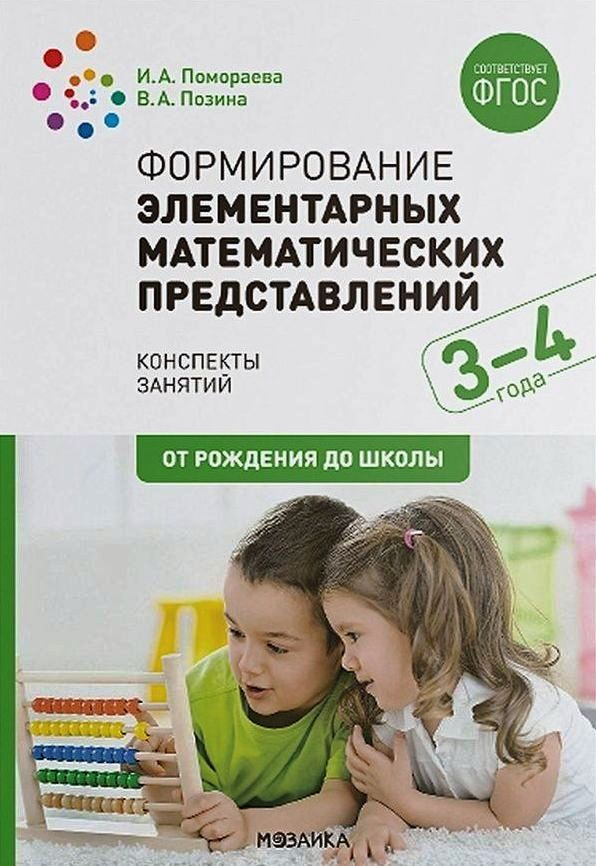 И. А. Помораева
В. А. Позина
СООТВЕТСТВУЕТ
ФГОС
ФОРМИРОВАНИЕ
ЭЛЕМЕНТАРНЫХ
МАТЕМАТИЧЕСКИХ
ПРЕДСТАВЛЕНИЙ
КОНСПЕКТЫ
ЗАНЯТИЙ
3–4
года
ОТ РОЖДЕНИЯ ДО ШКОЛЫ
МОЗАИКА